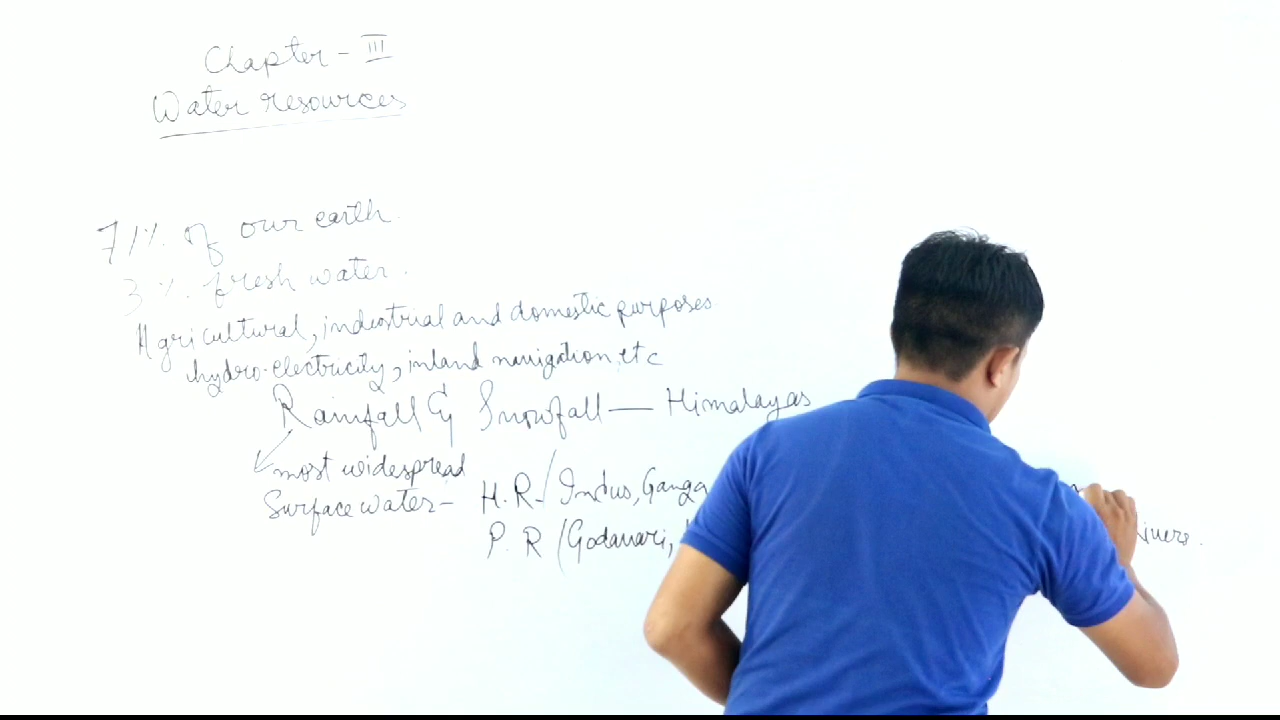 Chapter - III
Water resources
71% of our earth.
3%. fresh water.
Agricultural, industrial and domestic purposes
hydro-electricity, inland navigation, etc
Rainfall & Snowfall — Himalayas
most widespread
Surface water - H.R - (Indus, Ganga
P. R (Godavari,